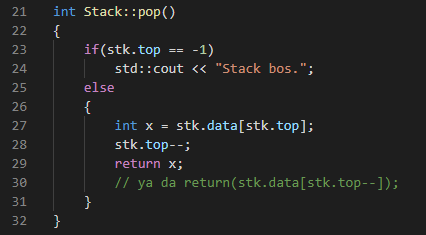 21 int Stack::pop()
22 {
23     if(stk.top == -1)
24         std::cout << "Stack bos.";
25     else
26     {
27         int x = stk.data[stk.top];
28         stk.top--;
29         return x;
30         // ya da return(stk.data[stk.top--]);
31     }
32 }